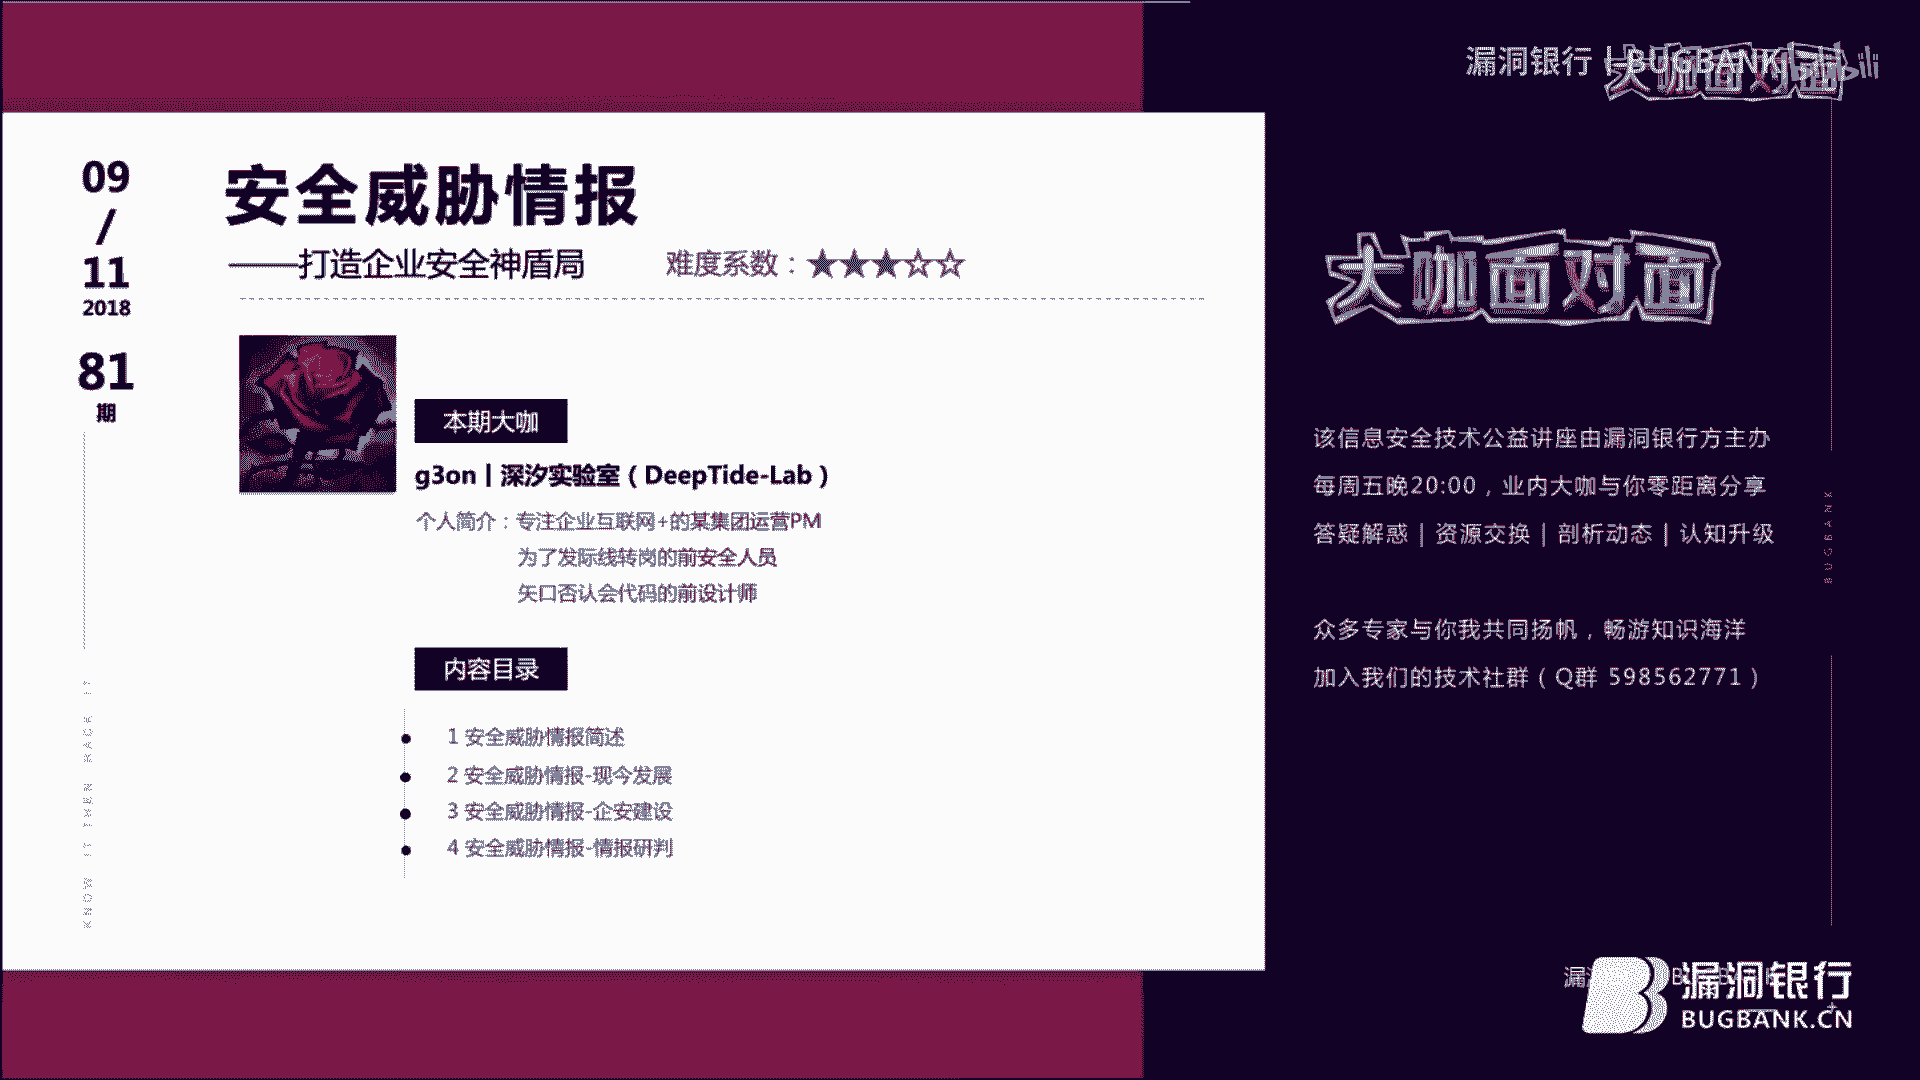 漏洞银行 | BUGBANK
大咖面对面
bilibili
09
/
11
2018
81
期
安全威胁情报
——打造企业安全神盾局
难度系数：★★★☆☆
本期大咖
g3on | 深汐实验室（DeepTide-Lab）
个人简介：专注企业互联网+的某集团运营PM
为了发际线转岗的前安全人员
矢口否认会代码的前设计师
内容目录
1 安全威胁情报简述
2 安全威胁情报-现今发展
3 安全威胁情报-企安建设
4 安全威胁情报-情报研判
KNOW IT THEN HACK IT
大咖面对面
该信息安全技术公益讲座由漏洞银行方主办
每周五晚20:00，业内大咖与你零距离分享
答疑解惑 | 资源交换 | 剖析动态 | 认知升级
众多专家与你我共同扬帆，畅游知识海洋
加入我们的技术社群（Q群 598562771）
BUGBANK
漏洞银行
BUGBANK.CN